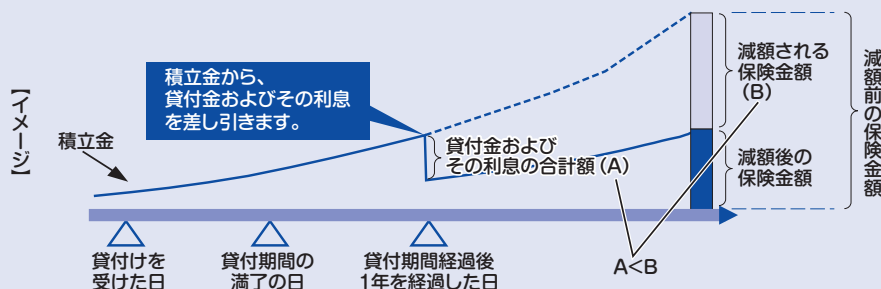 【イメージ】
積立金
積立金から、
貸付金およびその利息
を差し引きます。
貸付金および
その利息の合計額（A）
減額される
保険金額
（B）
減額後の
保険金額
減額前の保険金額
貸付けを
受けた日
貸付期間の
満了の日
貸付期間経過後
1年を経過した日
A<B